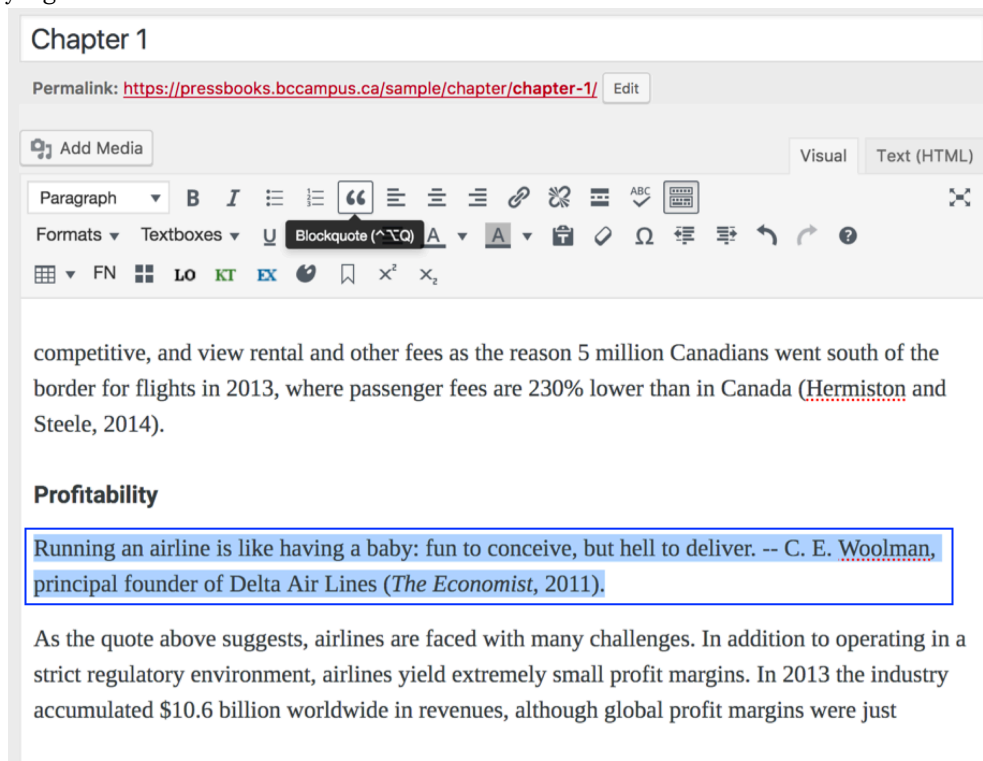 Chapter 1
Permalink: https://pressbooks.bccampus.ca/sample/chapter/chapter-1/ Edit
Add Media
Visual Text (HTML)
Paragraph B I “ ABC
Formats Textboxes U Blockquote (^⌥Q) A A T Ω ?
FN LO KT EX x² x₂
competitive, and view rental and other fees as the reason 5 million Canadians went south of the
border for flights in 2013, where passenger fees are 230% lower than in Canada (Hermiston and
Steele, 2014).
Profitability
Running an airline is like having a baby: fun to conceive, but hell to deliver. -- C. E. Woolman,
principal founder of Delta Air Lines (The Economist, 2011).
As the quote above suggests, airlines are faced with many challenges. In addition to operating in a
strict regulatory environment, airlines yield extremely small profit margins. In 2013 the industry
accumulated $10.6 billion worldwide in revenues, although global profit margins were just